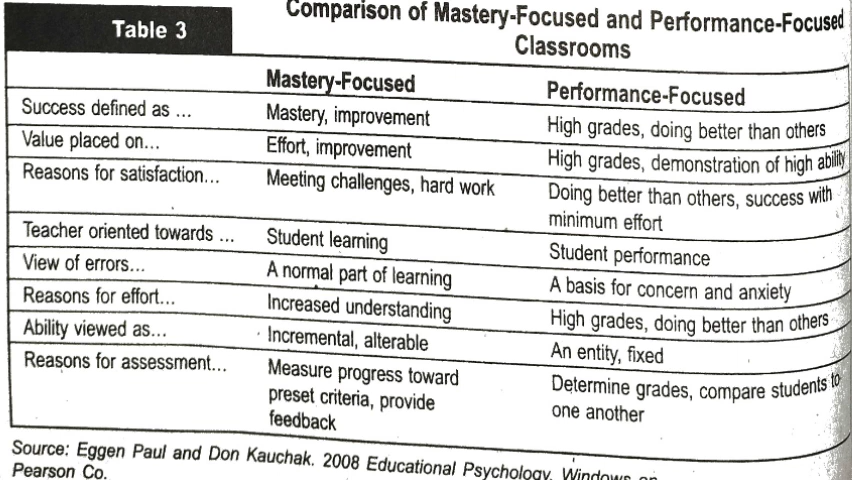 Table 3
Comparison of Mastery-Focused and Performance-Focused
Classrooms
Mastery-Focused Performance-Focused
Success defined as ... Mastery, improvement High grades, doing better than others
Value placed on... Effort, improvement High grades, demonstration of high ability
Reasons for satisfaction... Meeting challenges, hard work Doing better than others, success with
minimum effort
Teacher oriented towards ... Student learning Student performance
View of errors... A normal part of learning A basis for concern and anxiety
Reasons for effort... Increased understanding High grades, doing better than others
Ability viewed as... Incremental, alterable An entity, fixed
Reasons for assessment... Measure progress toward Determine grades, compare students to
preset criteria, provide one another
feedback
Source: Eggen Paul and Don Kauchak. 2008 Educational Psychology. Windows on
Pearson Co.